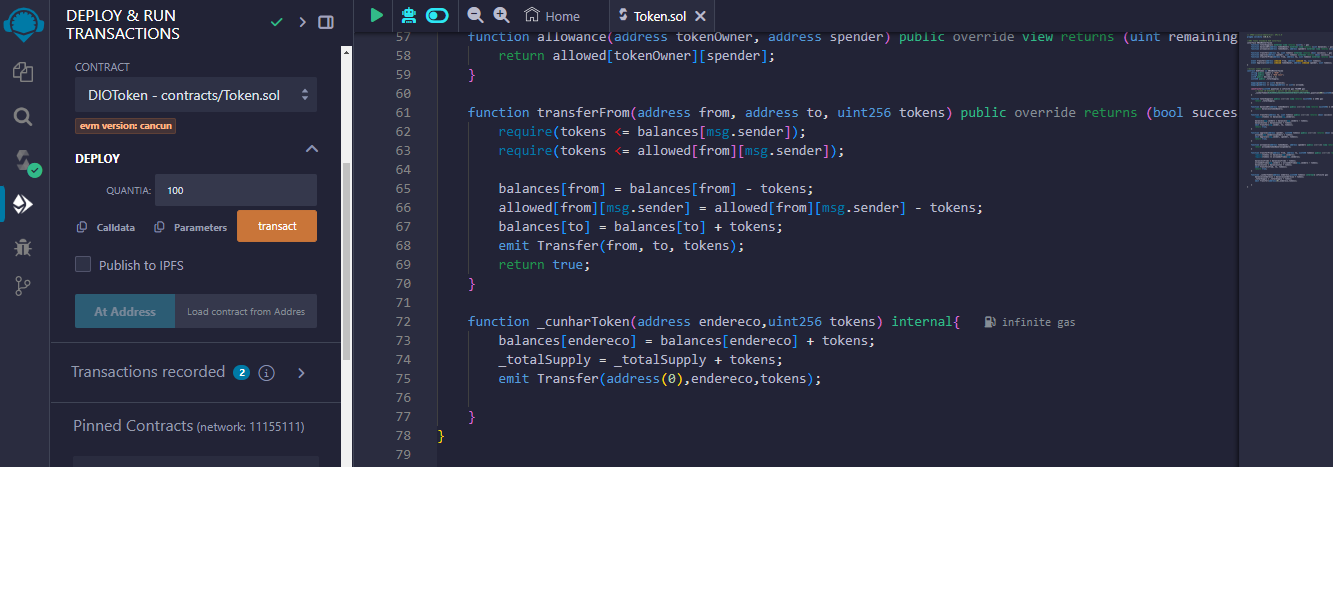 DEPLOY & RUN
TRANSACTIONS
CONTRACT
DIOToken - contracts/Token.sol
evm version: cancun
DEPLOY
QUANTIA: 100
Calldata Parameters transact
Publish to IPFS
At Address Load contract from Addres
Transactions recorded 2 i
Pinned Contracts (network: 11155111)
Home Token.sol
57 function allowance(address tokenOwner, address spender) public override view returns (uint remaining
58 return allowed[tokenOwner][spender];
59 }
60
61 function transferFrom(address from, address to, uint256 tokens) public override returns (bool succes
62 require(tokens <= balances[msg.sender]);
63 require(tokens <= allowed[from][msg.sender]);
64
65 balances[from] = balances[from] - tokens;
66 allowed[from][msg.sender] = allowed[from][msg.sender] - tokens;
67 balances[to] = balances[to] + tokens;
68 emit Transfer(from, to, tokens);
69 return true;
70 }
71
72 function _cunharToken(address endereco,uint256 tokens) internal{ infinite gas
73 balances[endereco] = balances[endereco] + tokens;
74 _totalSupply = _totalSupply + tokens;
75 emit Transfer(address(0),endereco,tokens);
76
77 }
78 }
79